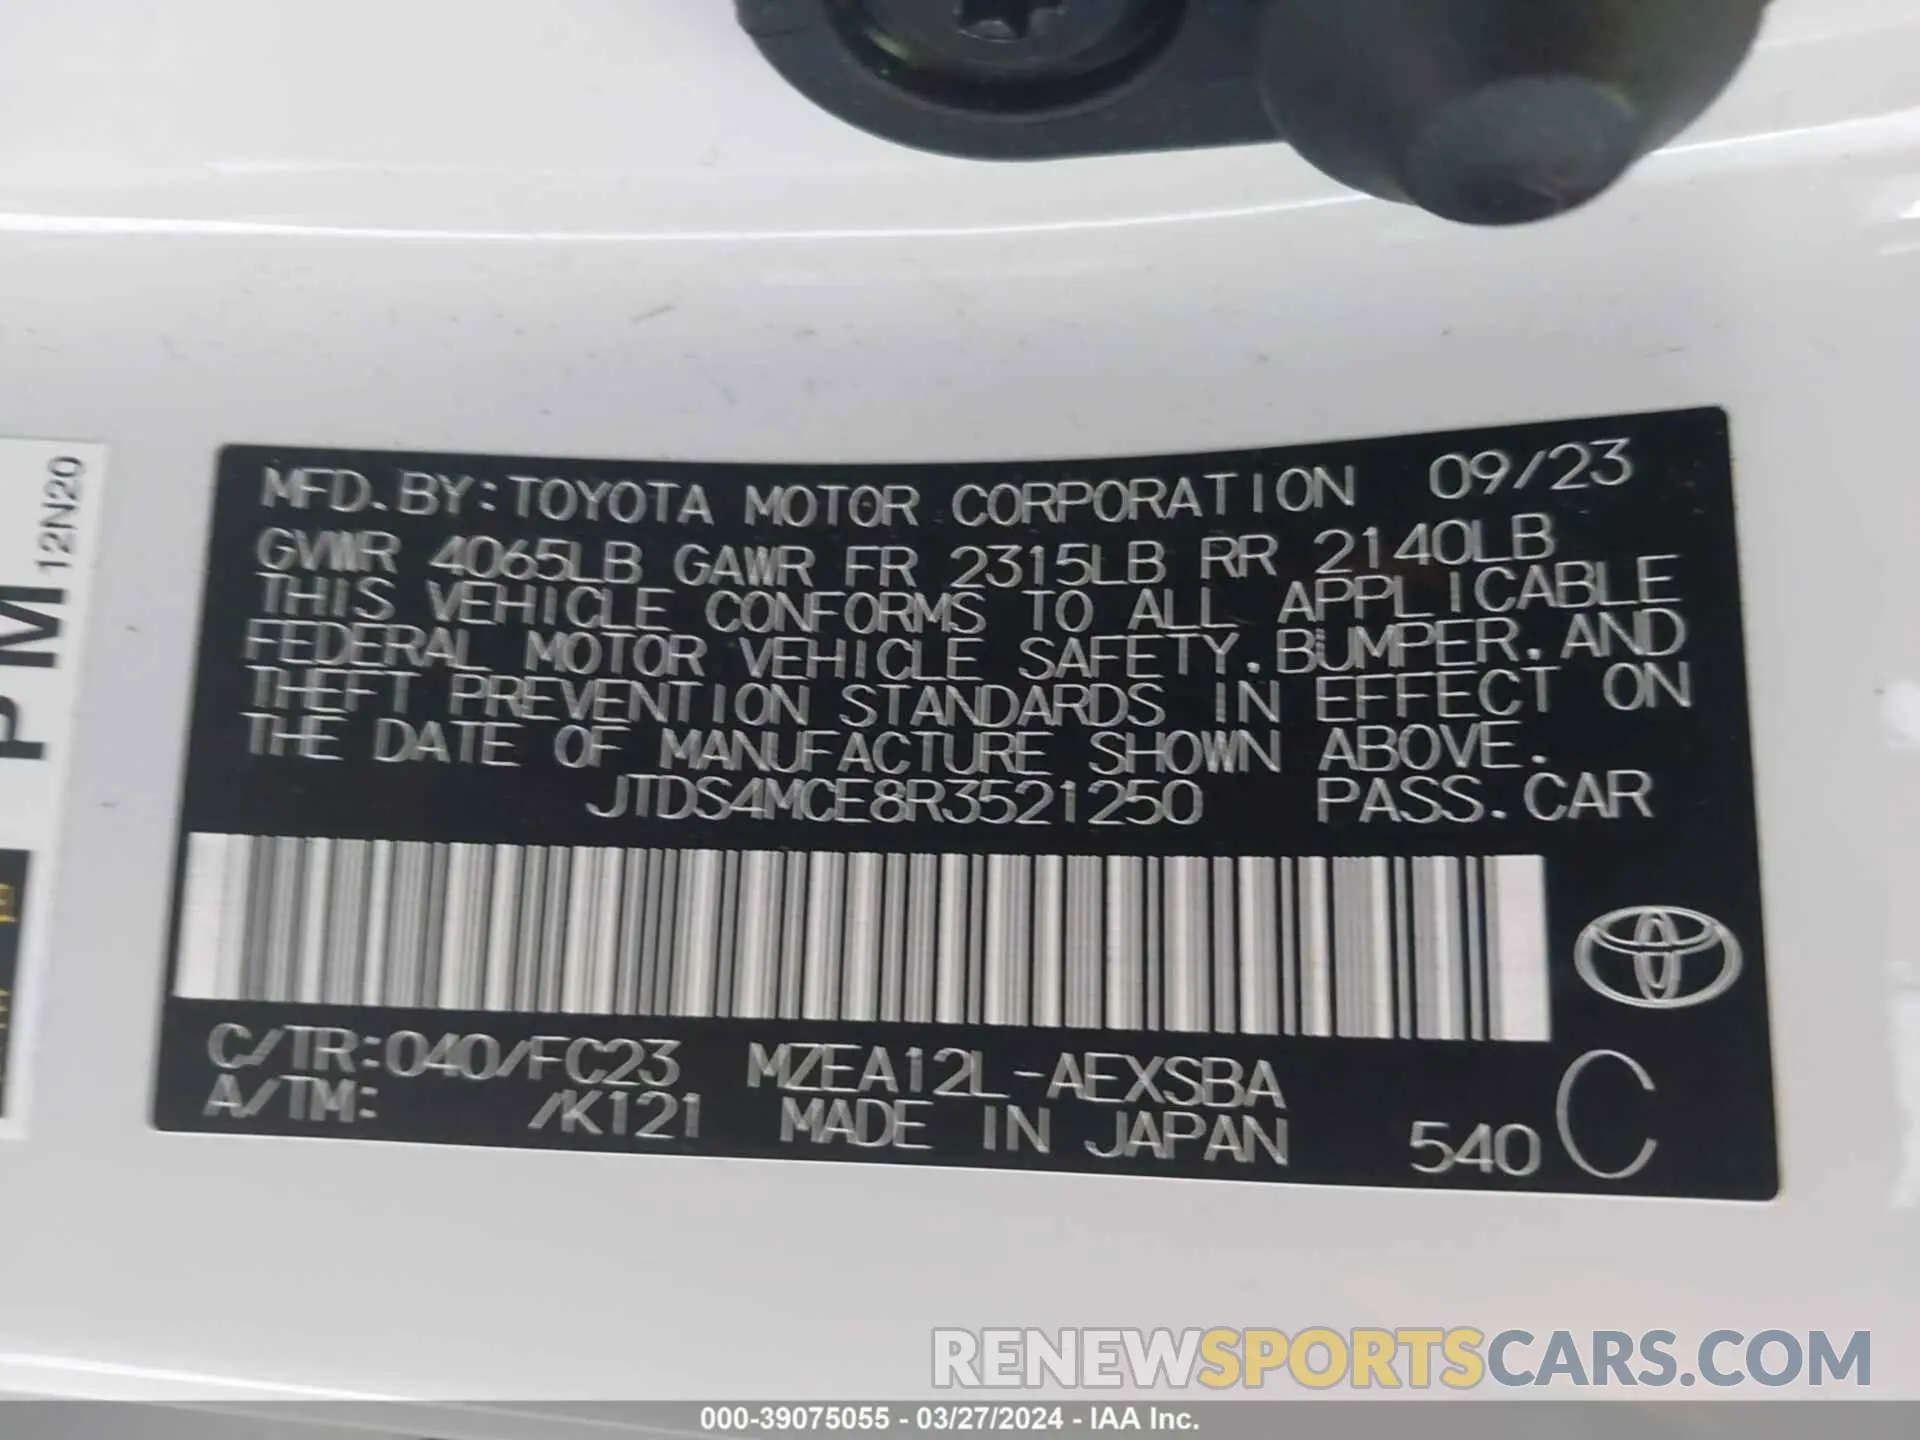 MFD.BY:TOYOTA MOTOR CORPORATION 09/23
GVWR 4065LB GAWR FR 2315LB RR 2140LB
THIS VEHICLE CONFORMS TO ALL APPLICABLE
FEDERAL MOTOR VEHICLE SAFETY.BUMPER.AND
THEFT PREVENTION STANDARDS IN EFFECT ON
THE DATE OF MANUFACTURE SHOWN ABOVE.
JTDS4MCE8R3521250 PASS.CAR
C/TR:040/FC23 MZEA12L-AEXSBA
A/TM: /K121 MADE IN JAPAN 540 C
PM
12N20
RENEWSPORTSCARS.COM
000-39075055 - 03/27/2024 - IAA Inc.